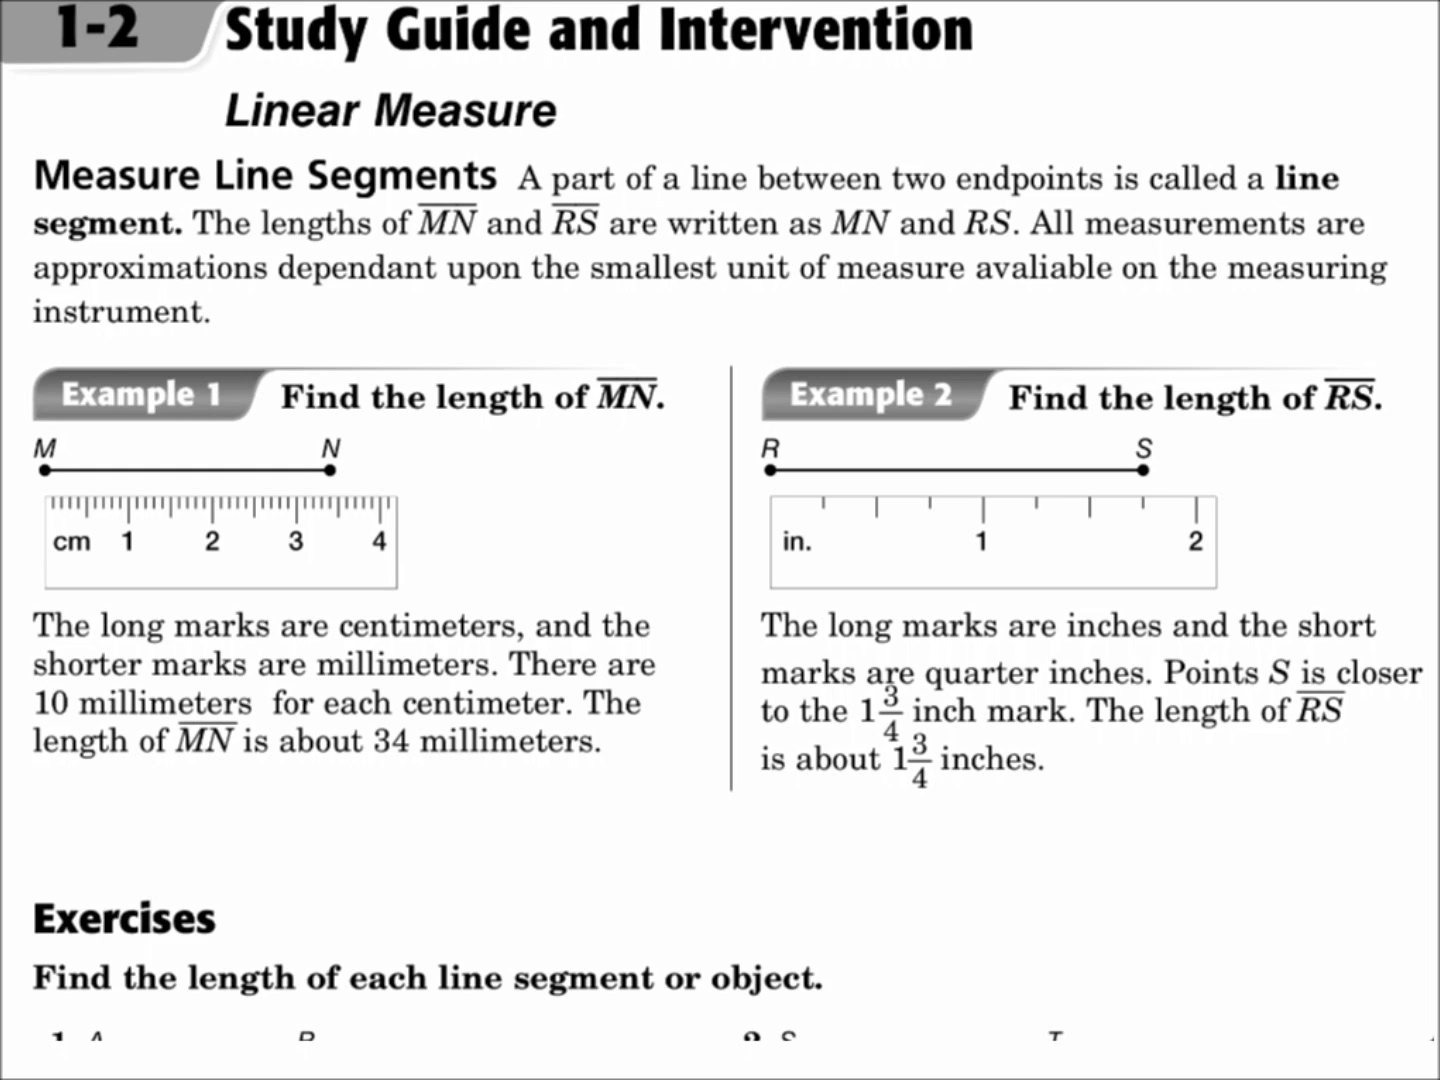 1-2 Study Guide and Intervention
Linear Measure
Measure Line Segments A part of a line between two endpoints is called a line
segment. The lengths of MN and RS are written as MN and RS. All measurements are
approximations dependant upon the smallest unit of measure avaliable on the measuring
instrument.
Example 1 Find the length of MN.
M N
cm 1 2 3 4
The long marks are centimeters, and the
shorter marks are millimeters. There are
10 millimeters for each centimeter. The
length of MN is about 34 millimeters.
Example 2 Find the length of RS.
R S
in. 1 2
The long marks are inches and the short
marks are quarter inches. Points S is closer
to the 1 3/4 inch mark. The length of RS
is about 1 3/4 inches.
Exercises
Find the length of each line segment or object.